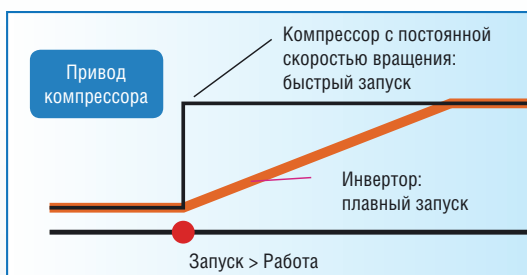 Привод
компрессора
Компрессор с постоянной
скоростью вращения:
быстрый запуск
Инвертор:
плавный запуск
Запуск > Работа